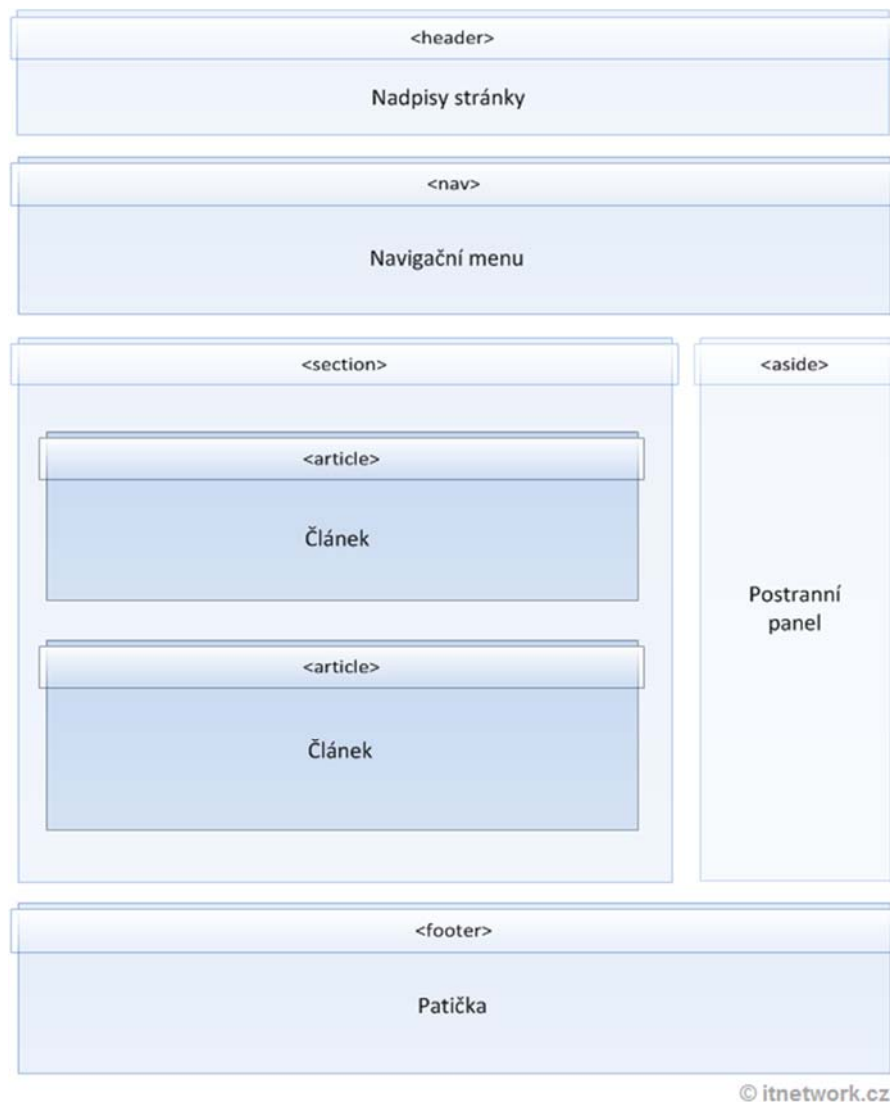 <header>
Nadpisy stránky
<nav>
Navigační menu
<section>
<article>
Článek
<article>
Článek
<aside>
Postranní
panel
<footer>
Patička
© itnetwork.cz